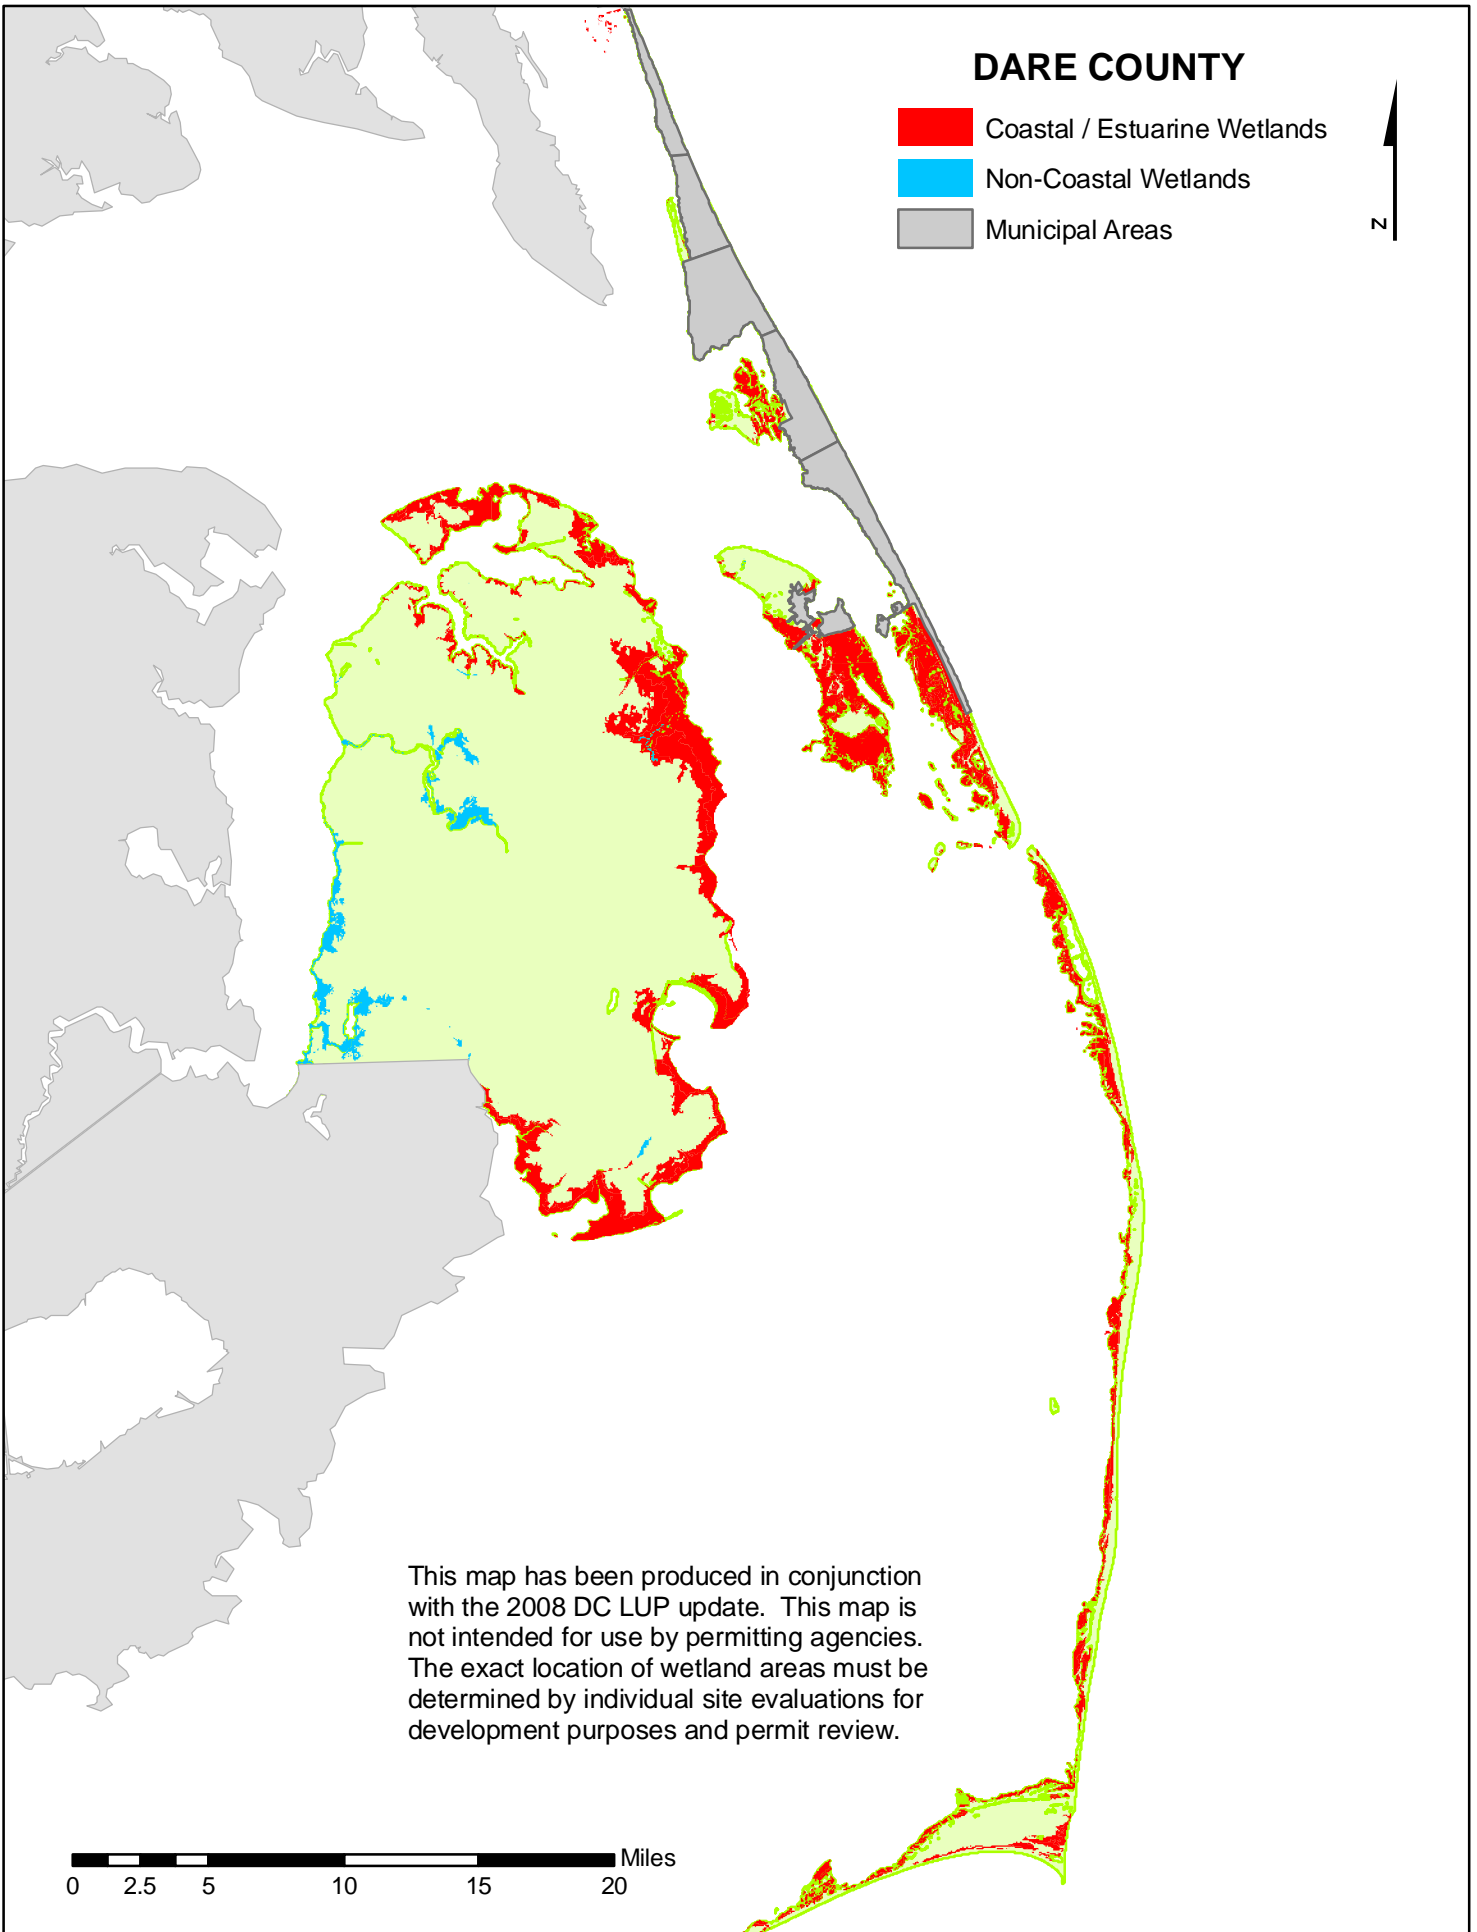 DARE COUNTY
Coastal / Estuarine Wetlands
Non-Coastal Wetlands
Municipal Areas
N
This map has been produced in conjunction
with the 2008 DC LUP update. This map is
not intended for use by permitting agencies.
The exact location of wetland areas must be
determined by individual site evaluations for
development purposes and permit review.
Miles
0 2.5 5 10 15 20